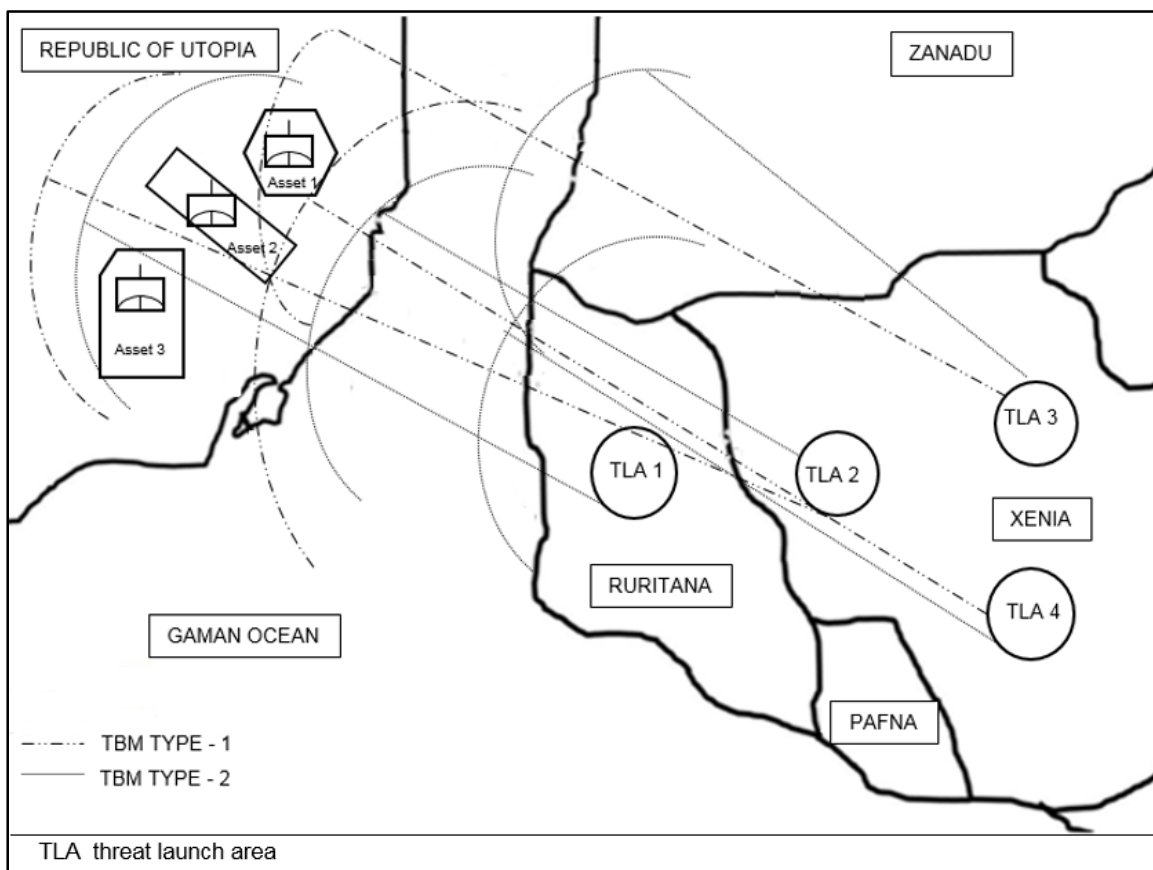 REPUBLIC OF UTOPIA
ZANADU
Asset 1
Asset 2
Asset 3
TLA 3
TLA 1
TLA 2
XENIA
RURITANA
TLA 4
GAMAN OCEAN
PAFNA
TBM TYPE - 1
TBM TYPE - 2
TLA threat launch area